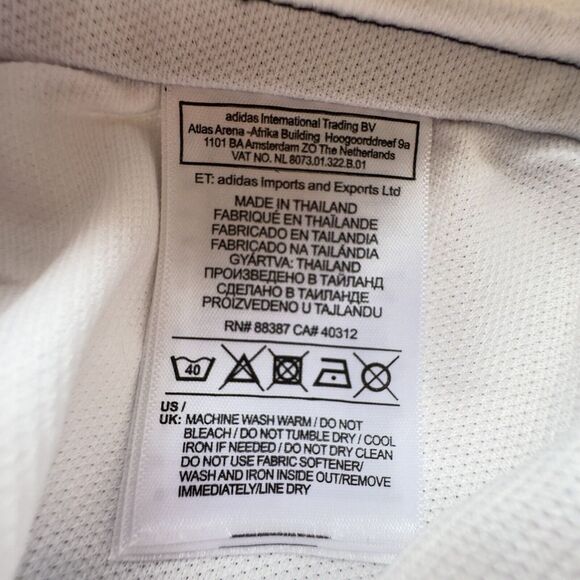 adidas International Trading BV
Atlas Arena -Afrika Building Hoogoorddreef 9a
1101 BA Amsterdam ZO The Netherlands
VAT NO. NL 8073.01.322.B.01
ET: adidas Imports and Exports Ltd
MADE IN THAILAND
FABRIQUÉ EN THAÏLANDE
FABRICADO EN TAILANDIA
FABRICADO NA TAILÂNDIA
GYÁRTVA: THAILAND
ПРОИЗВЕДЕНО В ТАЙЛАНД
СДЕЛАНО В ТАИЛАНДЕ
PROIZVEDENO U TAJLANDU
RN# 88387 CA# 40312
40
US /
UK: MACHINE WASH WARM / DO NOT
BLEACH / DO NOT TUMBLE DRY / COOL
IRON IF NEEDED / DO NOT DRY CLEAN
DO NOT USE FABRIC SOFTENER/
WASH AND IRON INSIDE OUT/REMOVE
IMMEDIATELY/LINE DRY